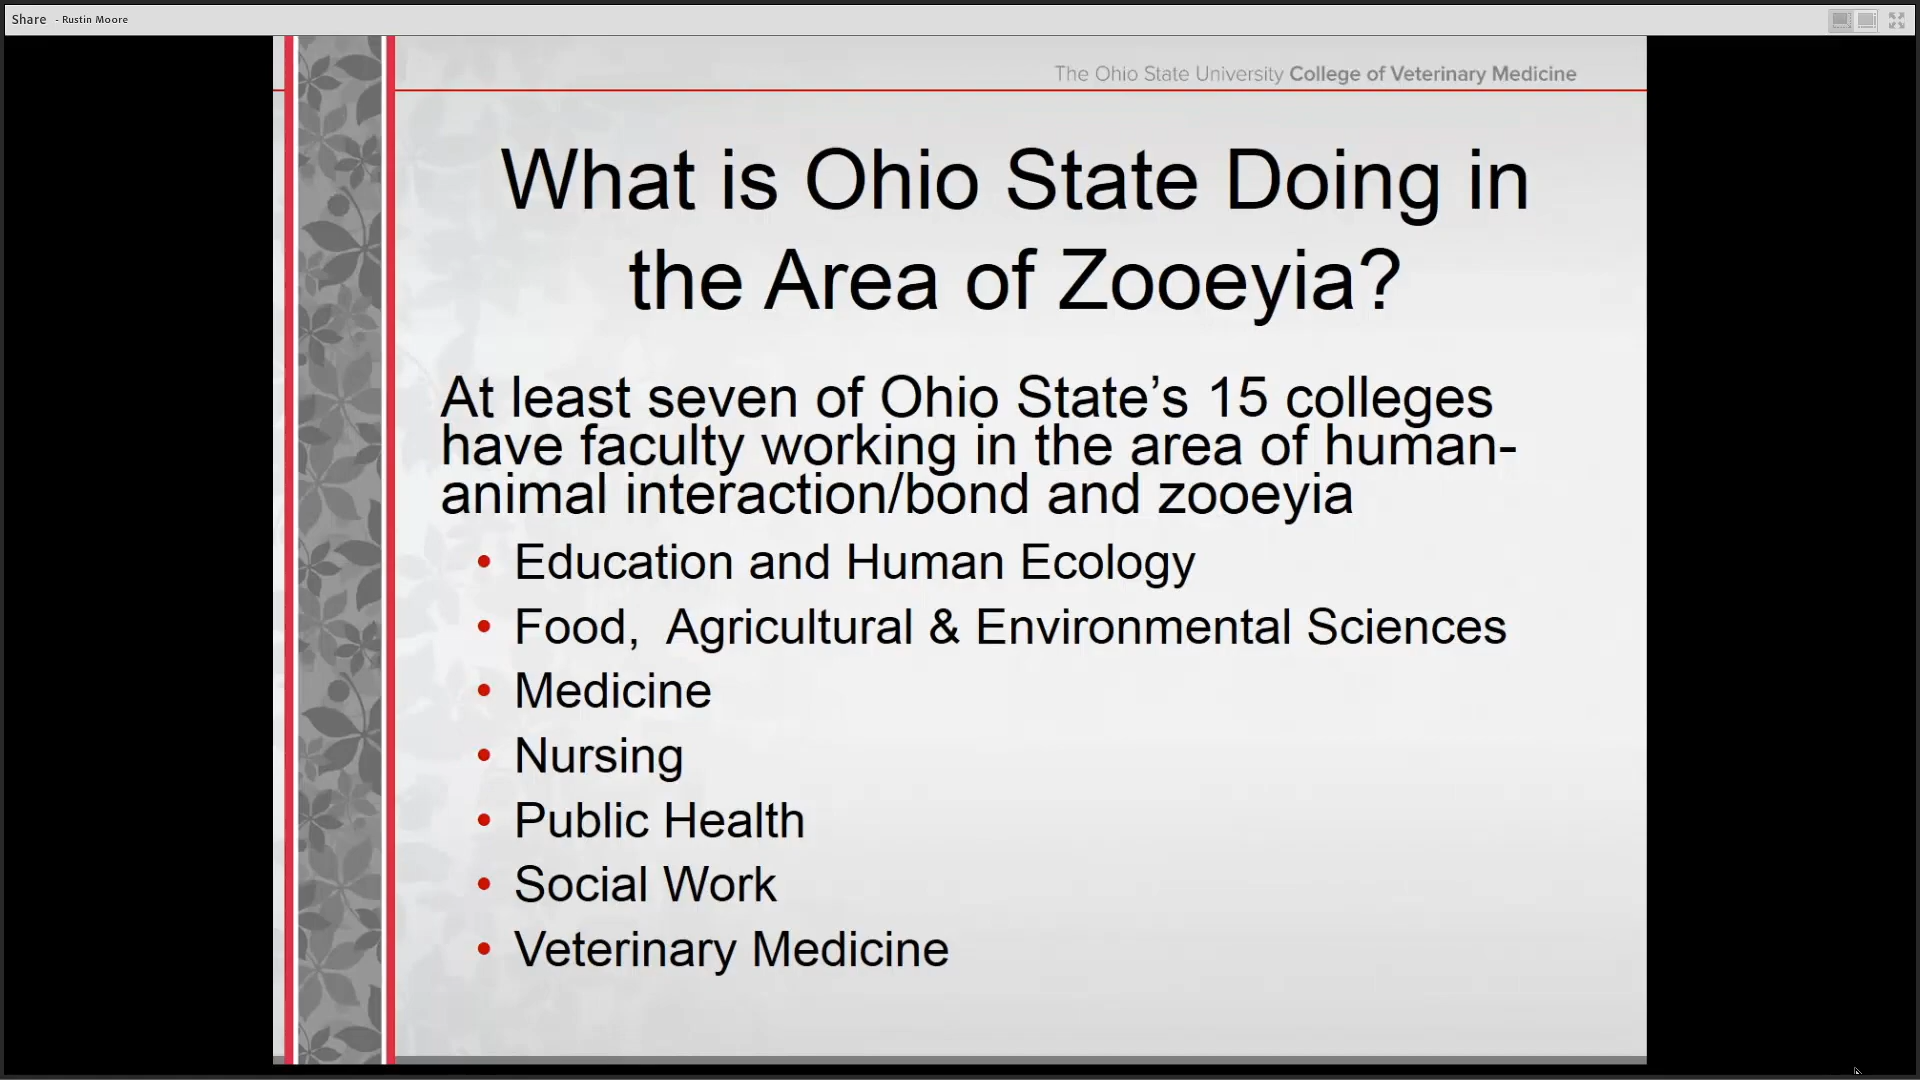 Share - Rustin Moore
The Ohio State University College of Veterinary Medicine
What is Ohio State Doing in
the Area of Zooeyia?
At least seven of Ohio State’s 15 colleges
have faculty working in the area of human-
animal interaction/bond and zooeyia
• Education and Human Ecology
• Food,  Agricultural & Environmental Sciences
• Medicine
• Nursing
• Public Health
• Social Work
• Veterinary Medicine